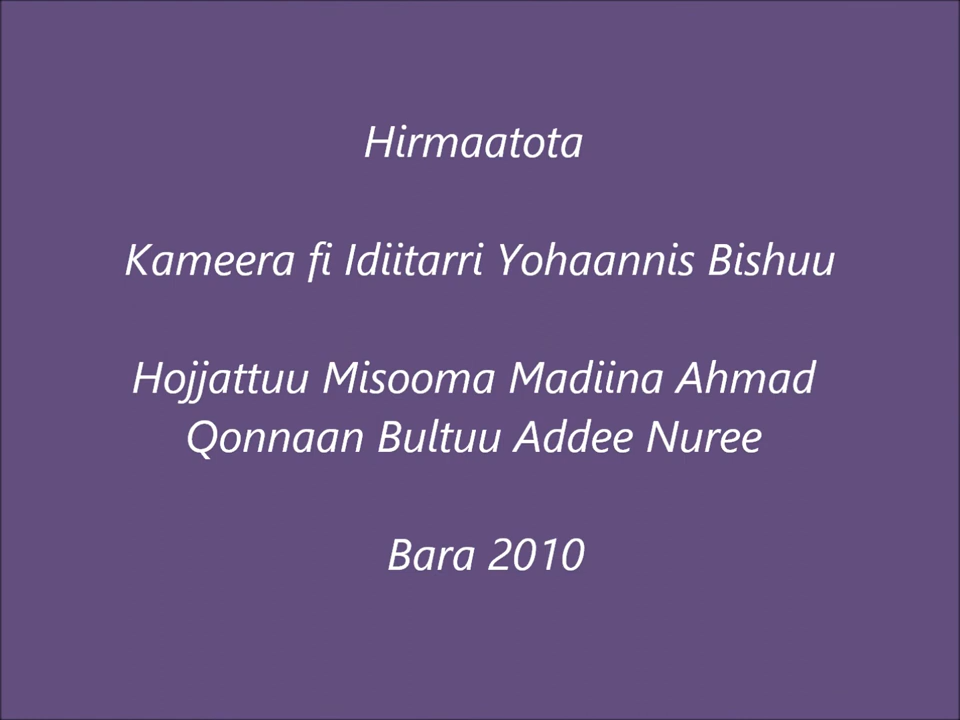 Hirmaatota
Kameera fi Idiitarri Yohaannis Bishuu
Hojjattuu Misooma Madiina Ahmad
Qonnaan Bultuu Addee Nuree
Bara 2010